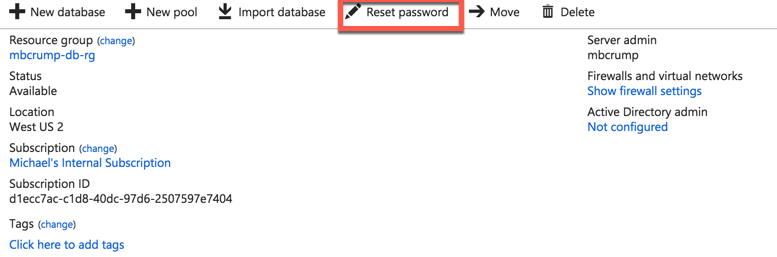 New database New pool Import database Reset password Move Delete
Resource group (change)
mbcrump-db-rg
Status
Available
Location
West US 2
Subscription (change)
Michael's Internal Subscription
Subscription ID
d1ecc7ac-c1d8-40dc-97d6-2507597e7404
Tags (change)
Click here to add tags
Server admin
mbcrump
Firewalls and virtual networks
Show firewall settings
Active Directory admin
Not configured